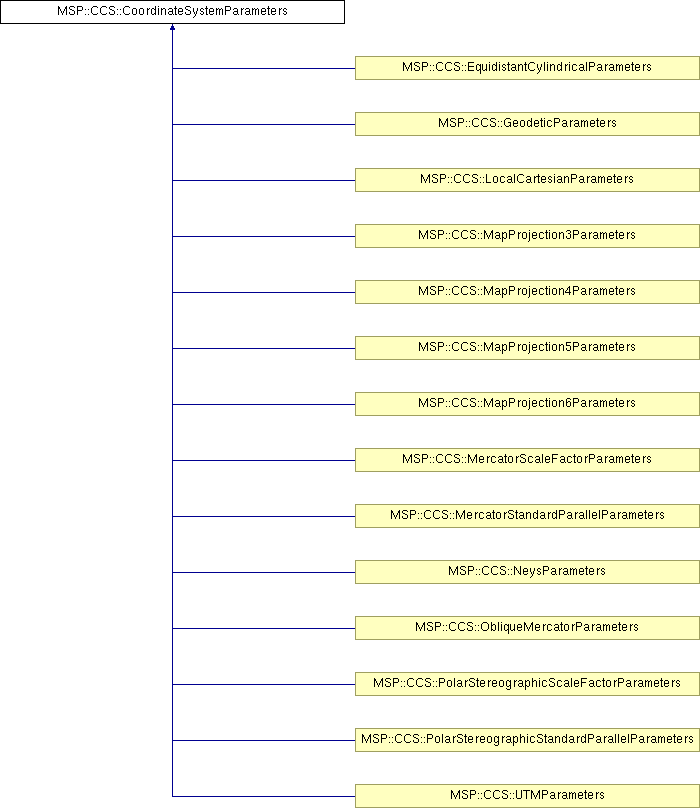 MSP::CCS::CoordinateSystemParameters
MSP::CCS::EquidistantCylindricalParameters
MSP::CCS::GeodeticParameters
MSP::CCS::LocalCartesianParameters
MSP::CCS::MapProjection3Parameters
MSP::CCS::MapProjection4Parameters
MSP::CCS::MapProjection5Parameters
MSP::CCS::MapProjection6Parameters
MSP::CCS::MercatorScaleFactorParameters
MSP::CCS::MercatorStandardParallelParameters
MSP::CCS::NeysParameters
MSP::CCS::ObliqueMercatorParameters
MSP::CCS::PolarStereographicScaleFactorParameters
MSP::CCS::PolarStereographicStandardParallelParameters
MSP::CCS::UTMParameters